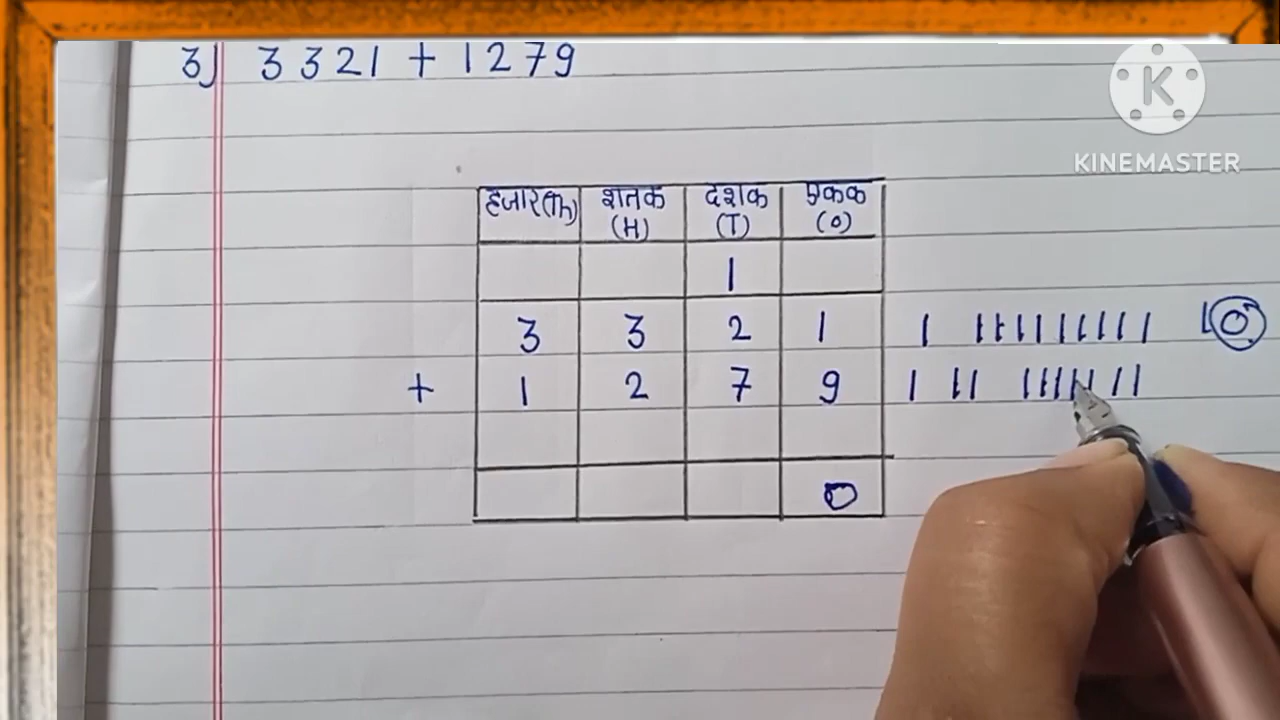 3) 3321 + 1279
K
KINEMASTER
हजार(Th) शतक (H) दशक (T) एकक (O)
1
3 3 2 1 | ||||||||| 10
+ 1 2 7 9 | || ||||| ||
0